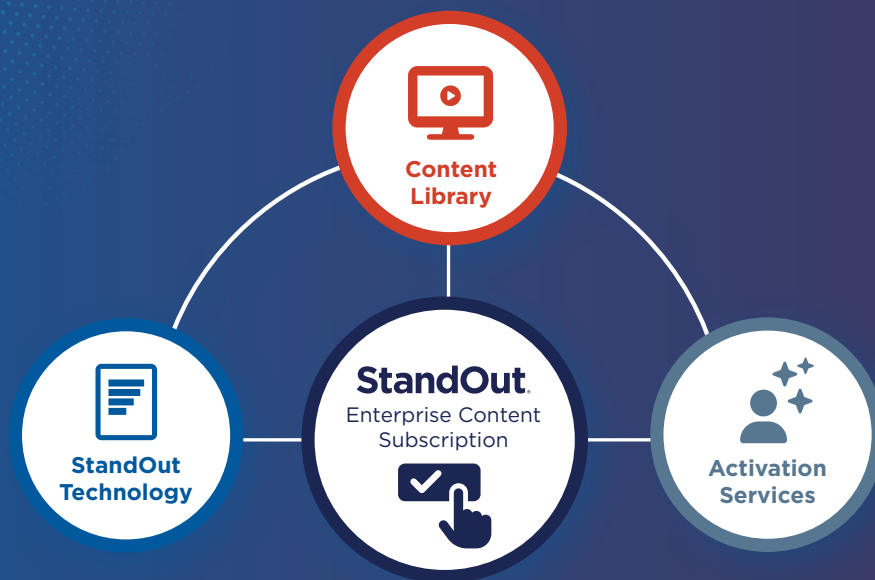 Content
Library
StandOut.
Enterprise Content
Subscription
StandOut
Technology
Activation
Services